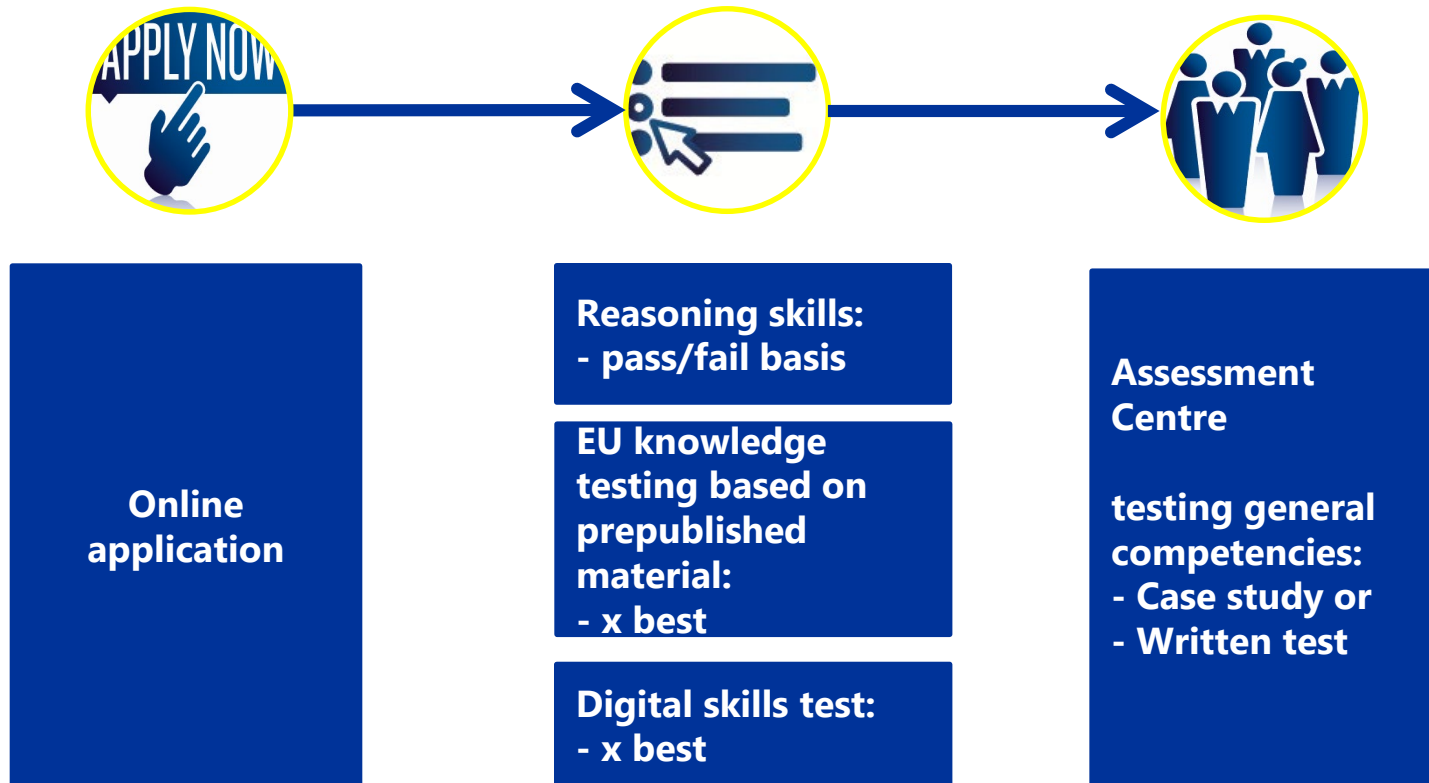 APPLY NOW
Online
application
Reasoning skills:
- pass/fail basis
EU knowledge
testing based on
prepublished
material:
- x best
Digital skills test:
- x best
Assessment
Centre
testing general
competencies:
- Case study or
- Written test